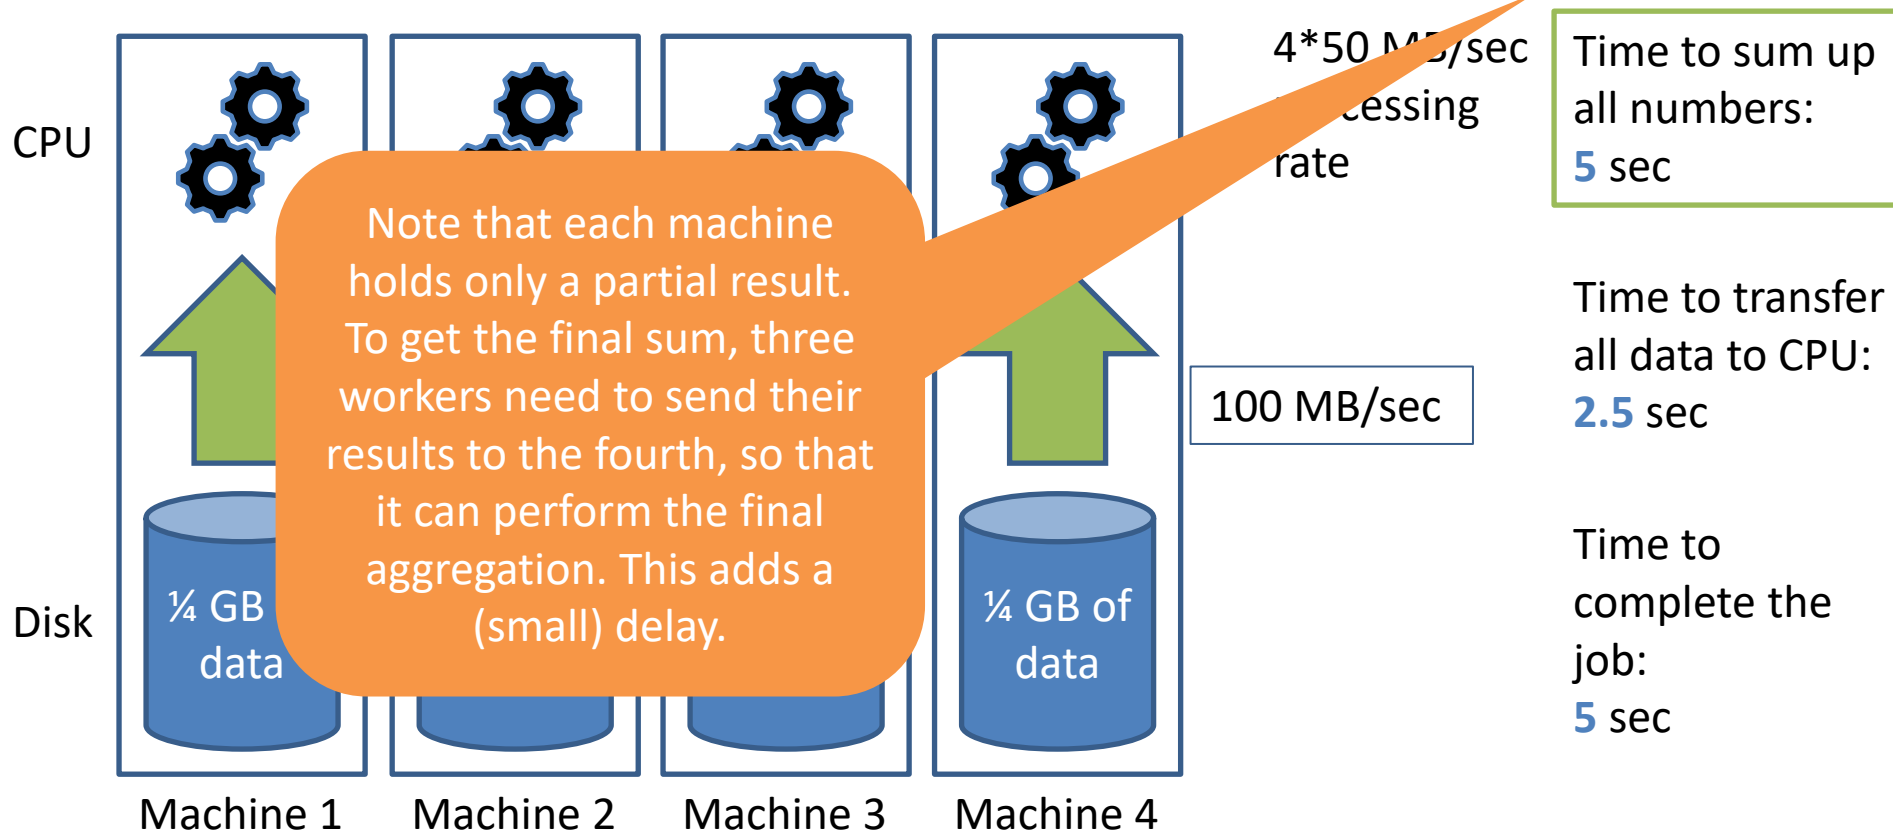 4*50 MB/sec
rate
Time to sum up
all numbers:
5 sec
CPU
Note that each machine
holds only a partial result.
To get the final sum, three
workers need to send their
results to the fourth, so that
it can perform the final
aggregation. This adds a
(small) delay.
100 MB/sec
Time to transfer
all data to CPU:
2.5 sec
Disk
¼ GB
data
¼ GB of
data
Time to
complete the
job:
5 sec
Machine 1
Machine 2
Machine 3
Machine 4